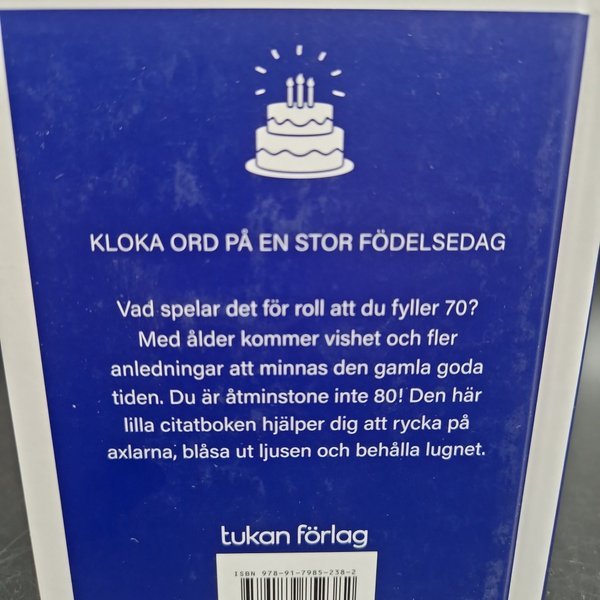 KLOKA ORD PÅ EN STOR FÖDELSEDAG
Vad spelar det för roll att du fyller 70?
Med ålder kommer vishet och fler
anledningar att minnas den gamla goda
tiden. Du är åtminstone inte 80! Den här
lilla citatboken hjälper dig att rycka på
axlarna, blåsa ut ljusen och behålla lugnet.
tukan förlag
ISBN 978-91-7985-238-2